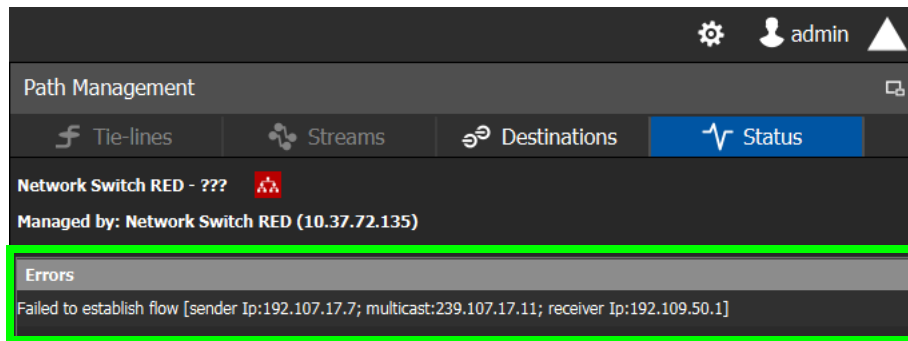 admin
Path Management
Tie-lines Streams Destinations Status
Network Switch RED - ???
Managed by: Network Switch RED (10.37.72.135)
Errors
Failed to establish flow [sender Ip:192.107.17.7; multicast:239.107.17.11; receiver Ip:192.109.50.1]